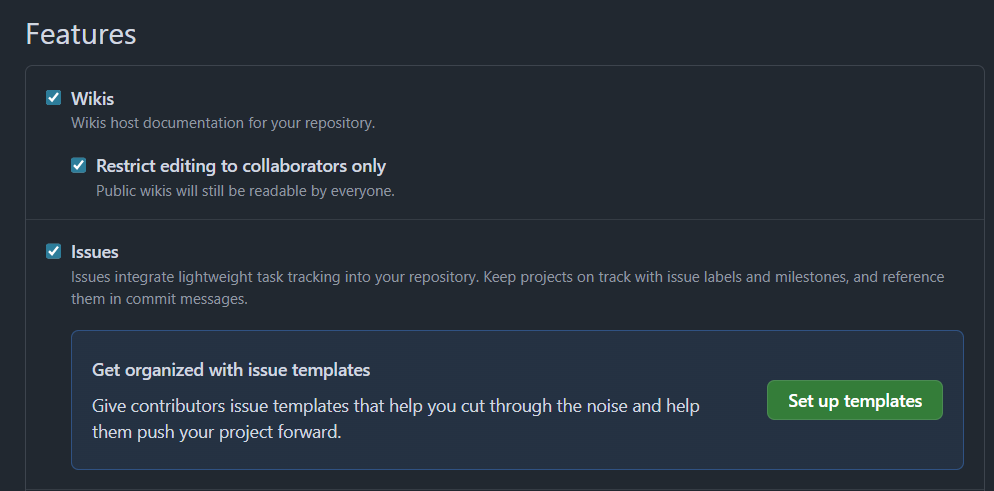 Features
Wikis
Wikis host documentation for your repository.
Restrict editing to collaborators only
Public wikis will still be readable by everyone.
Issues
Issues integrate lightweight task tracking into your repository. Keep projects on track with issue labels and milestones, and reference
them in commit messages.
Get organized with issue templates
Give contributors issue templates that help you cut through the noise and help
them push your project forward.
Set up templates